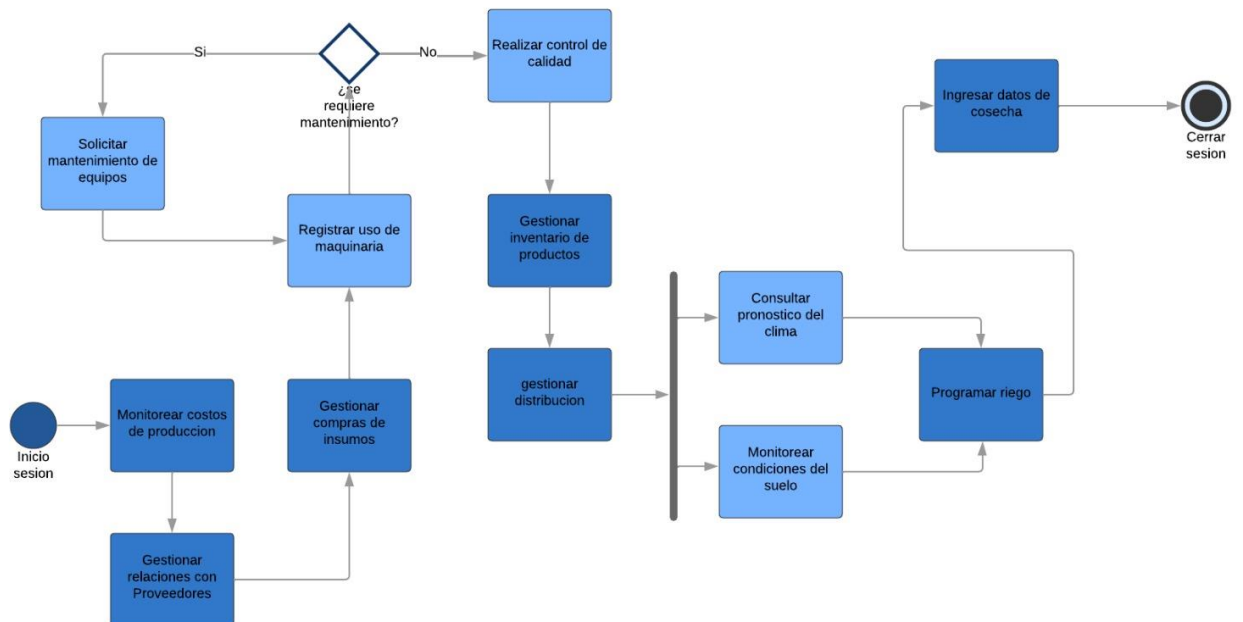 Si
No
¿se
requiere
mantenimiento?
Realizar control de
calidad
Ingresar datos de
cosecha
Cerrar
sesion
Solicitar
mantenimiento de
equipos
Registrar uso de
maquinaria
Gestionar
inventario de
productos
Consultar
pronostico del
clima
gestionar
distribucion
Programar riego
Monitorear costos
de produccion
Gestionar
compras de
insumos
Inicio
sesion
Monitorear
condiciones del
suelo
Gestionar
relaciones con
Proveedores